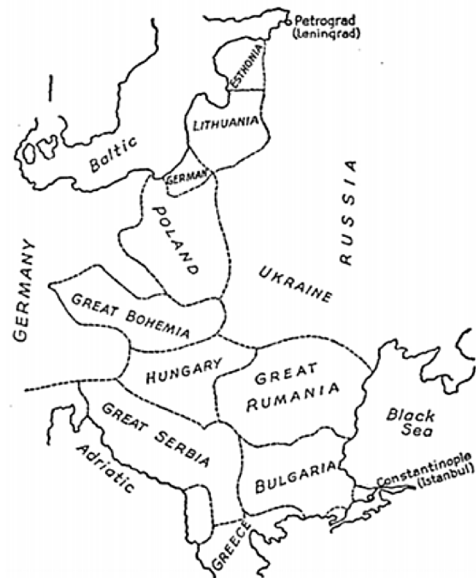 Petrograd
(Leningrad)
ESTHONIA
LITHUANIA
Baltic
GERMAN
POLAND
RUSSIA
GERMANY
UKRAINE
GREAT BOHEMIA
HUNGARY
GREAT
RUMANIA
GREAT SERBIA
Black
Sea
Adriatic
BULGARIA
Constantinople
(Istanbul)
GREECE